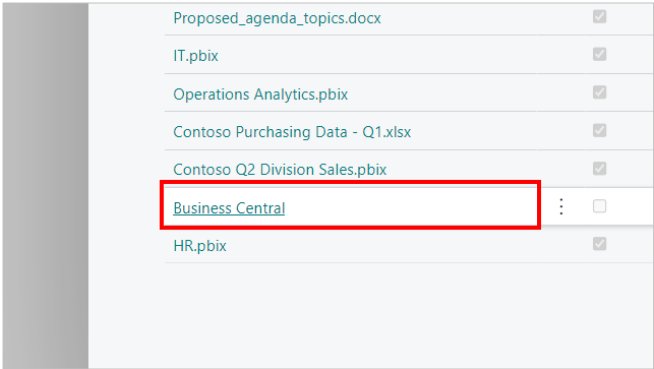 Proposed_agenda_topics.docx
IT.pbix
Operations Analytics.pbix
Contoso Purchasing Data - Q1.xlsx
Contoso Q2 Division Sales.pbix
Business Central
HR.pbix